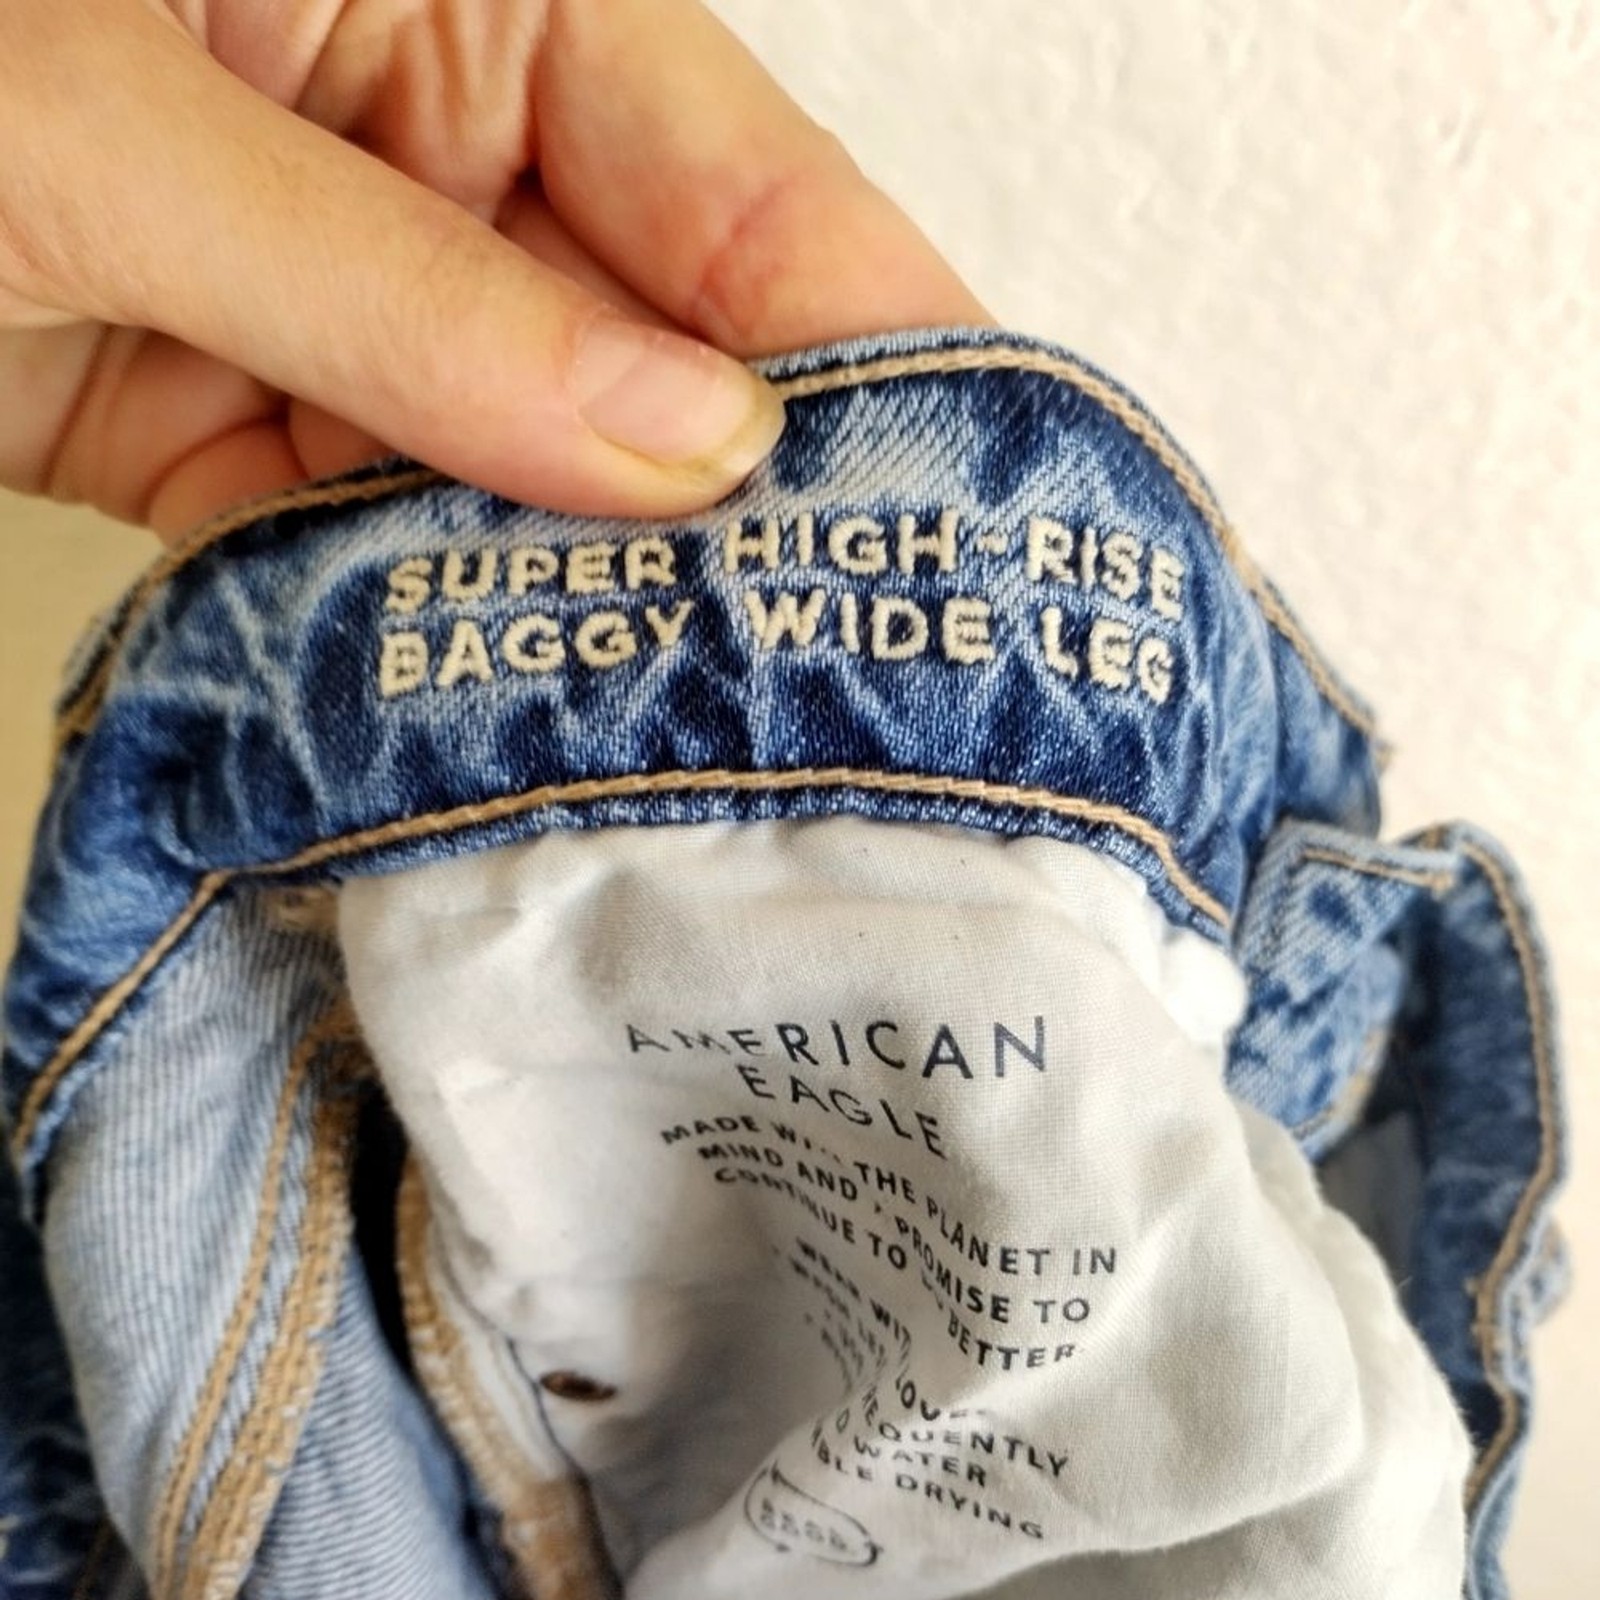 SUPER HIGH-RISE
BAGGY WIDE LEG
AMERICAN
EAGLE
MADE THE PLANET IN
MIND AND PROMISE TO
CONTINUE TO BETTER
WEAR
WATER
DRYING